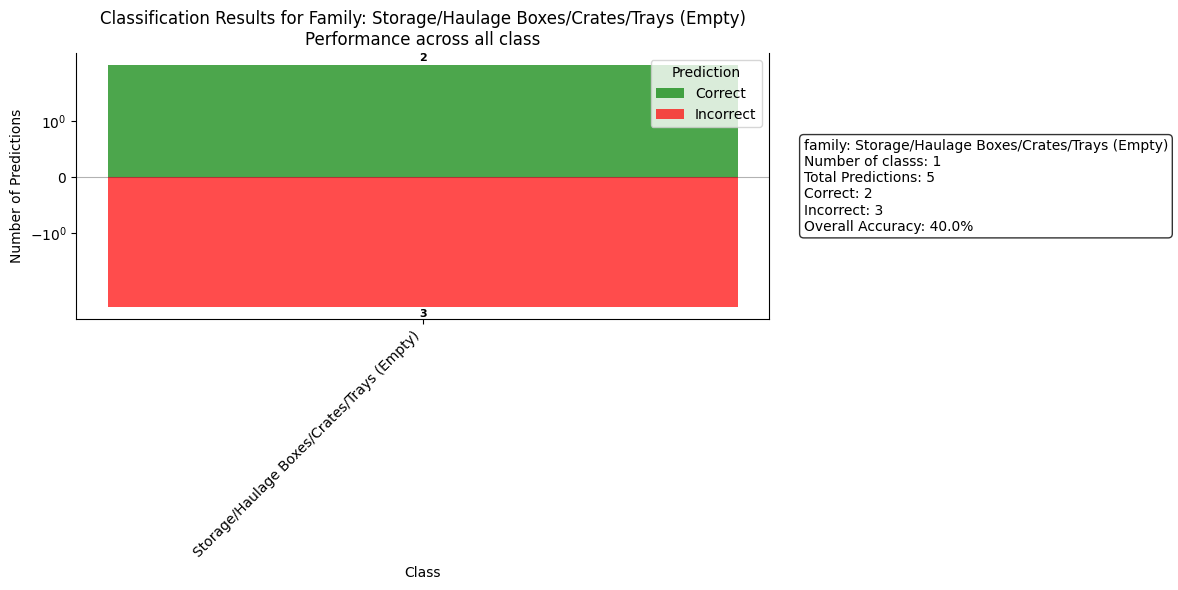 Classification Results for Family: Storage/Haulage Boxes/Crates/Trays (Empty)
Performance across all class
2
Prediction
Correct
Incorrect
Number of Predictions
10⁰
0
−10⁰
3
Storage/Haulage Boxes/Crates/Trays (Empty)
Class
family: Storage/Haulage Boxes/Crates/Trays (Empty)
Number of classs: 1
Total Predictions: 5
Correct: 2
Incorrect: 3
Overall Accuracy: 40.0%